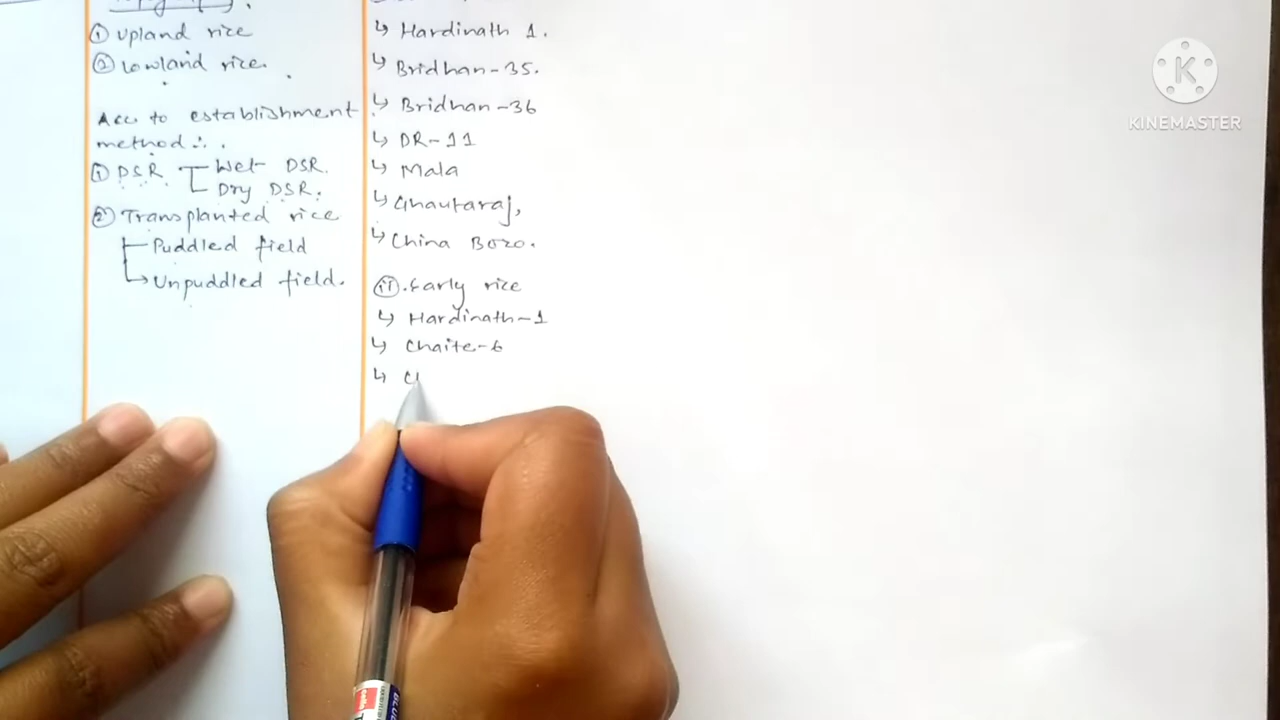 ① Upland rice
② Lowland rice.
Acc to establishment
method :.
① DSR Wet DSR.
Dry DSR.
② Transplanted rice
Puddled field
Unpuddled field.
↳ Hardinath 1.
↳ Bridhan-35.
↳ Bridhan-36
↳ DR-11
↳ Mala
↳ Ghautaraj,
↳ China Boro.
(ii). Early rice
↳ Hardinath-1
↳ Chaite-6
↳ C
KINEMASTER